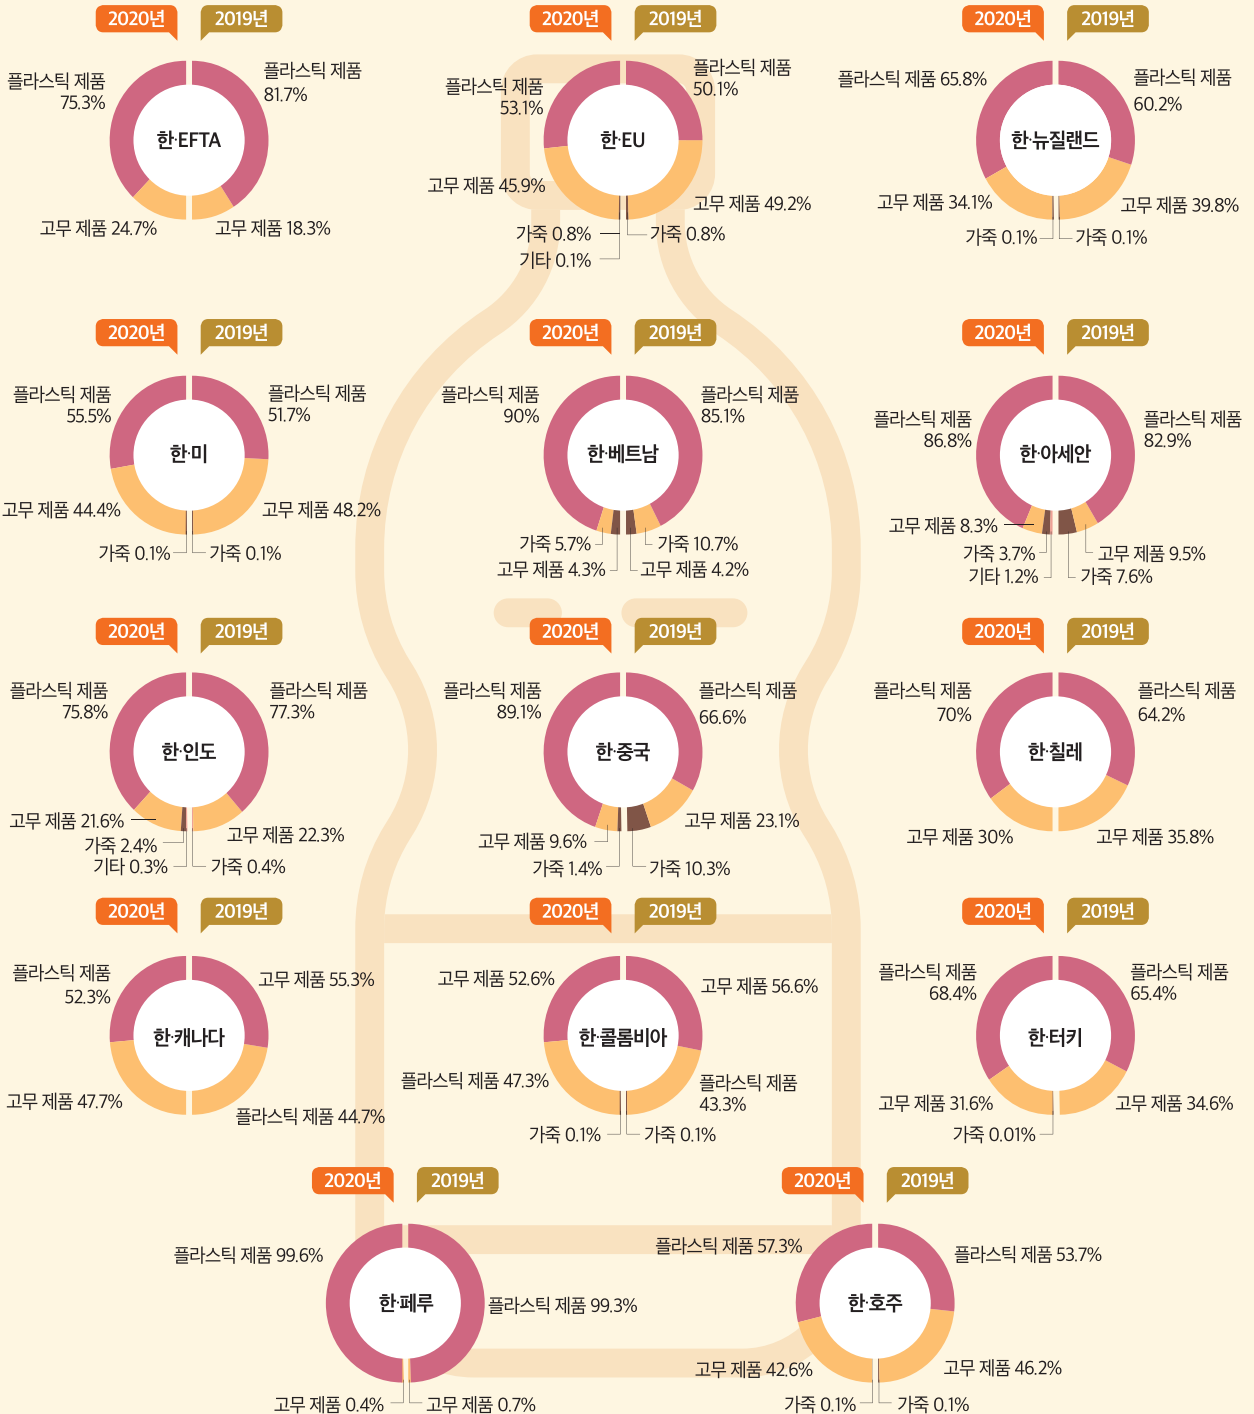 2020년 2019년
플라스틱 제품
75.3%
플라스틱 제품
81.7%
한·EFTA
고무 제품 24.7%
고무 제품 18.3%
2020년 2019년
플라스틱 제품
53.1%
플라스틱 제품
50.1%
한·EU
고무 제품 45.9%
고무 제품 49.2%
가죽 0.8%
가죽 0.8%
기타 0.1%
2020년 2019년
플라스틱 제품 65.8%
플라스틱 제품
60.2%
한·뉴질랜드
고무 제품 34.1%
고무 제품 39.8%
가죽 0.1%
가죽 0.1%
2020년 2019년
플라스틱 제품
55.5%
플라스틱 제품
51.7%
한·미
고무 제품 44.4%
고무 제품 48.2%
가죽 0.1%
가죽 0.1%
2020년 2019년
플라스틱 제품
90%
플라스틱 제품
85.1%
한·베트남
가죽 5.7%
가죽 10.7%
고무 제품 4.3%
고무 제품 4.2%
2020년 2019년
플라스틱 제품
86.8%
플라스틱 제품
82.9%
한·아세안
고무 제품 8.3%
가죽 3.7%
고무 제품 9.5%
기타 1.2%
가죽 7.6%
2020년 2019년
플라스틱 제품
75.8%
플라스틱 제품
77.3%
한·인도
고무 제품 21.6%
고무 제품 22.3%
가죽 2.4%
기타 0.3%
가죽 0.4%
2020년 2019년
플라스틱 제품
89.1%
플라스틱 제품
66.6%
한·중국
고무 제품 9.6%
고무 제품 23.1%
가죽 1.4%
가죽 10.3%
2020년 2019년
플라스틱 제품
70%
플라스틱 제품
64.2%
한·칠레
고무 제품 30%
고무 제품 35.8%
2020년 2019년
플라스틱 제품
52.3%
고무 제품 55.3%
한·캐나다
고무 제품 47.7%
플라스틱 제품 44.7%
2020년 2019년
고무 제품 52.6%
고무 제품 56.6%
한·콜롬비아
플라스틱 제품 47.3%
플라스틱 제품
43.3%
가죽 0.1%
가죽 0.1%
2020년 2019년
플라스틱 제품
68.4%
플라스틱 제품
65.4%
한·터키
고무 제품 31.6%
고무 제품 34.6%
가죽 0.01%
2020년 2019년
플라스틱 제품 99.6%
한·페루
플라스틱 제품 99.3%
고무 제품 0.4%
고무 제품 0.7%
2020년 2019년
플라스틱 제품 57.3%
플라스틱 제품 53.7%
한·호주
고무 제품 42.6%
고무 제품 46.2%
가죽 0.1%
가죽 0.1%